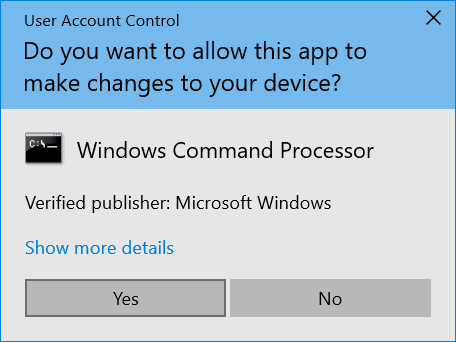 User Account Control
Do you want to allow this app to
make changes to your device?
C:\
Windows Command Processor
Verified publisher: Microsoft Windows
Show more details
Yes
No